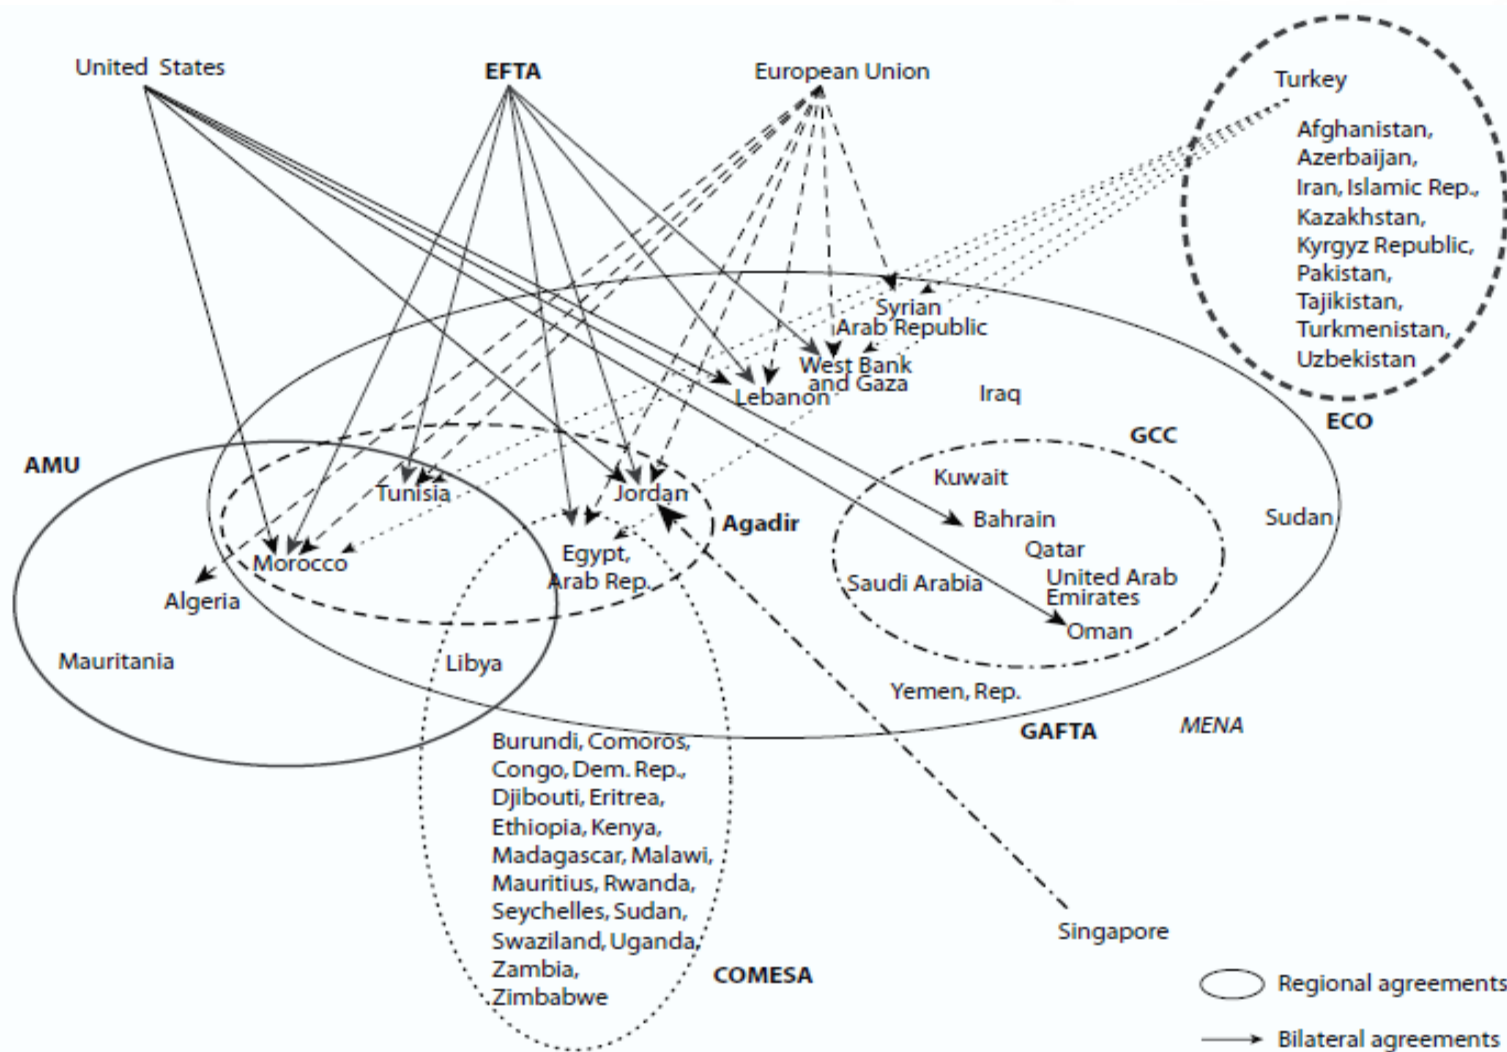 United States
EFTA
European Union
Turkey
Afghanistan,
Azerbaijan,
Iran, Islamic Rep.,
Kazakhstan,
Kyrgyz Republic,
Pakistan,
Tajikistan,
Turkmenistan,
Uzbekistan
ECO
Syrian
Arab Republic
West Bank
and Gaza
Lebanon
Iraq
GCC
AMU
Kuwait
Tunisia
Jordan
Agadir
Bahrain
Sudan
Qatar
Egypt,
Arab Rep.
Morocco
Saudi Arabia
United Arab
Emirates
Algeria
Oman
Mauritania
Libya
Yemen, Rep.
GAFTA
MENA
Burundi, Comoros,
Congo, Dem. Rep.,
Djibouti, Eritrea,
Ethiopia, Kenya,
Madagascar, Malawi,
Mauritius, Rwanda,
Seychelles, Sudan,
Swaziland, Uganda,
Zambia,
Zimbabwe
COMESA
Singapore
Regional agreements
Bilateral agreements